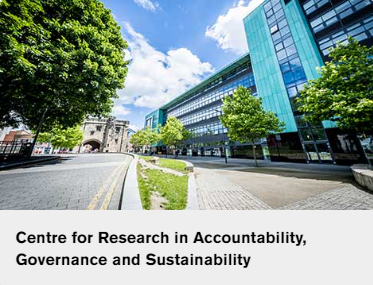 Centre for Research in Accountability,
Governance and Sustainability